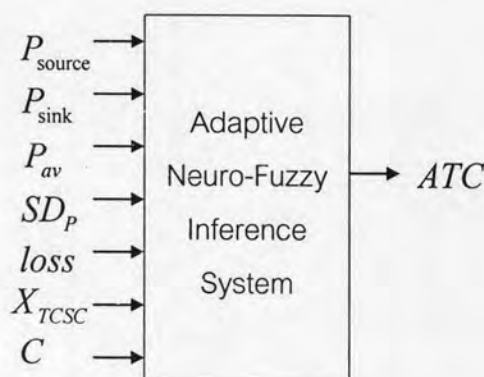 P_source
P_sink
P_av
SD_P
loss
X_TCSC
C
Adaptive
Neuro-Fuzzy
Inference
System
ATC